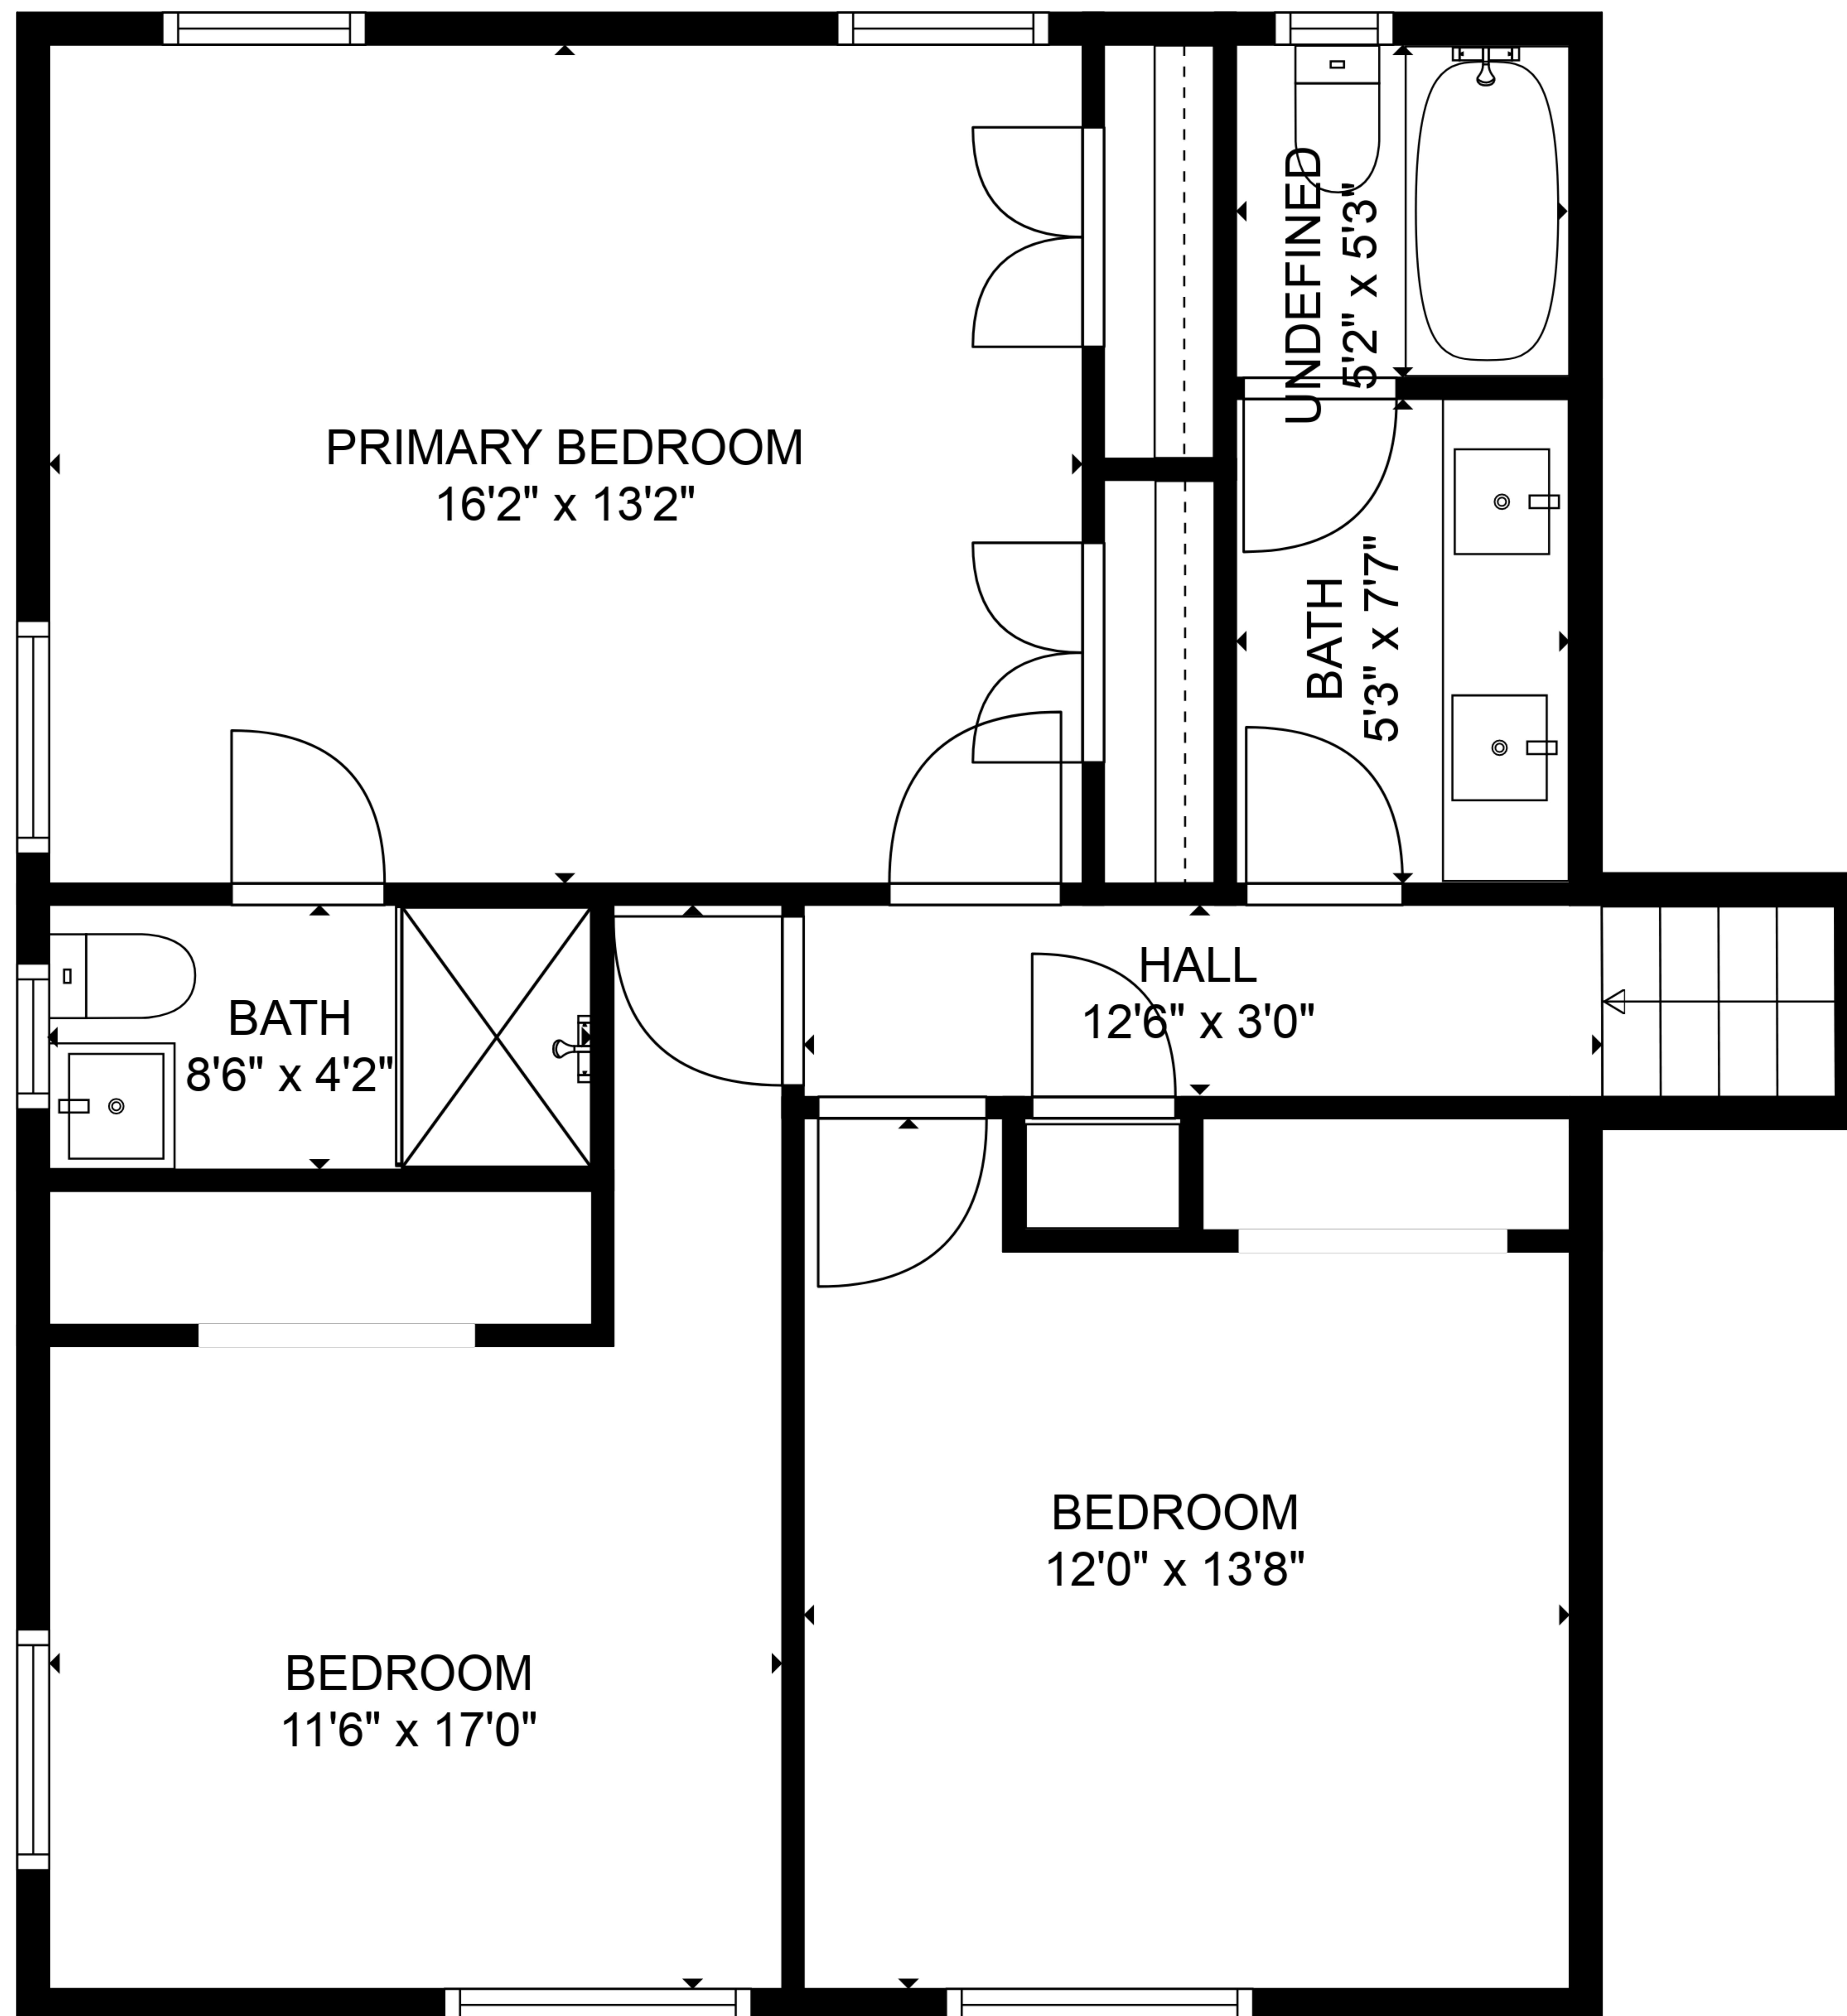 UNDEFINED
5'2" x 5'3"
PRIMARY BEDROOM
16'2" x 13'2"
BATH
5'3" x 7'7"
HALL
12'6" x 3'0"
BATH
8'6" x 4'2"
BEDROOM
12'0" x 13'8"
BEDROOM
11'6" x 17'0"